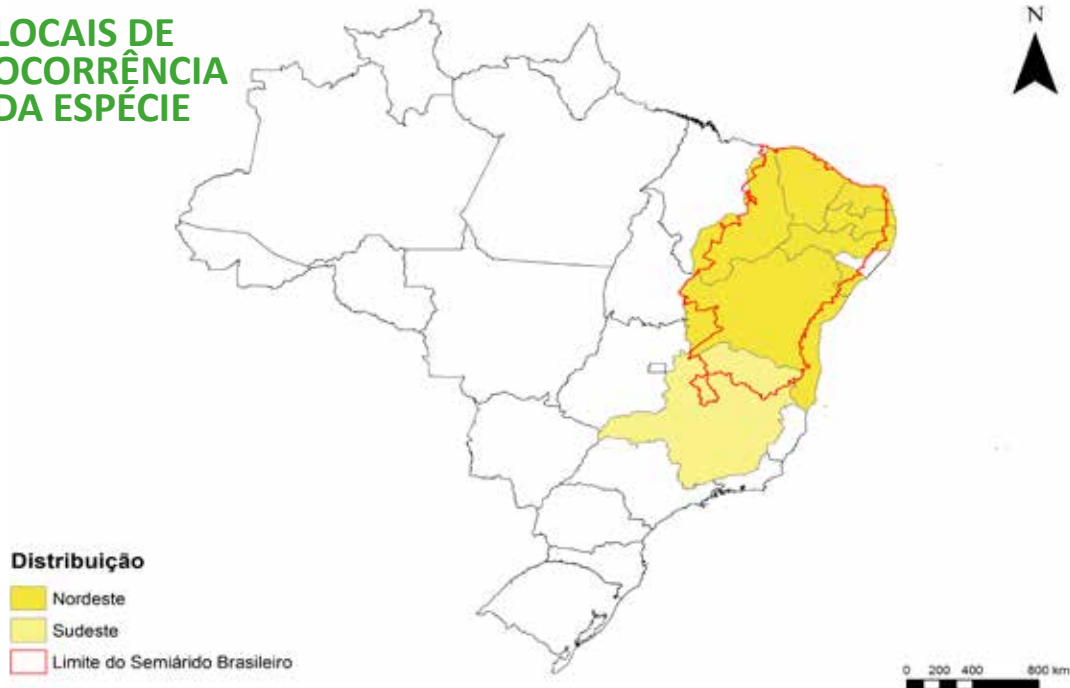 LOCAIS DE
OCORRÊNCIA
DA ESPÉCIE
N
Distribuição
Nordeste
Sudeste
Limite do Semiárido Brasileiro
0 200 400 800 km